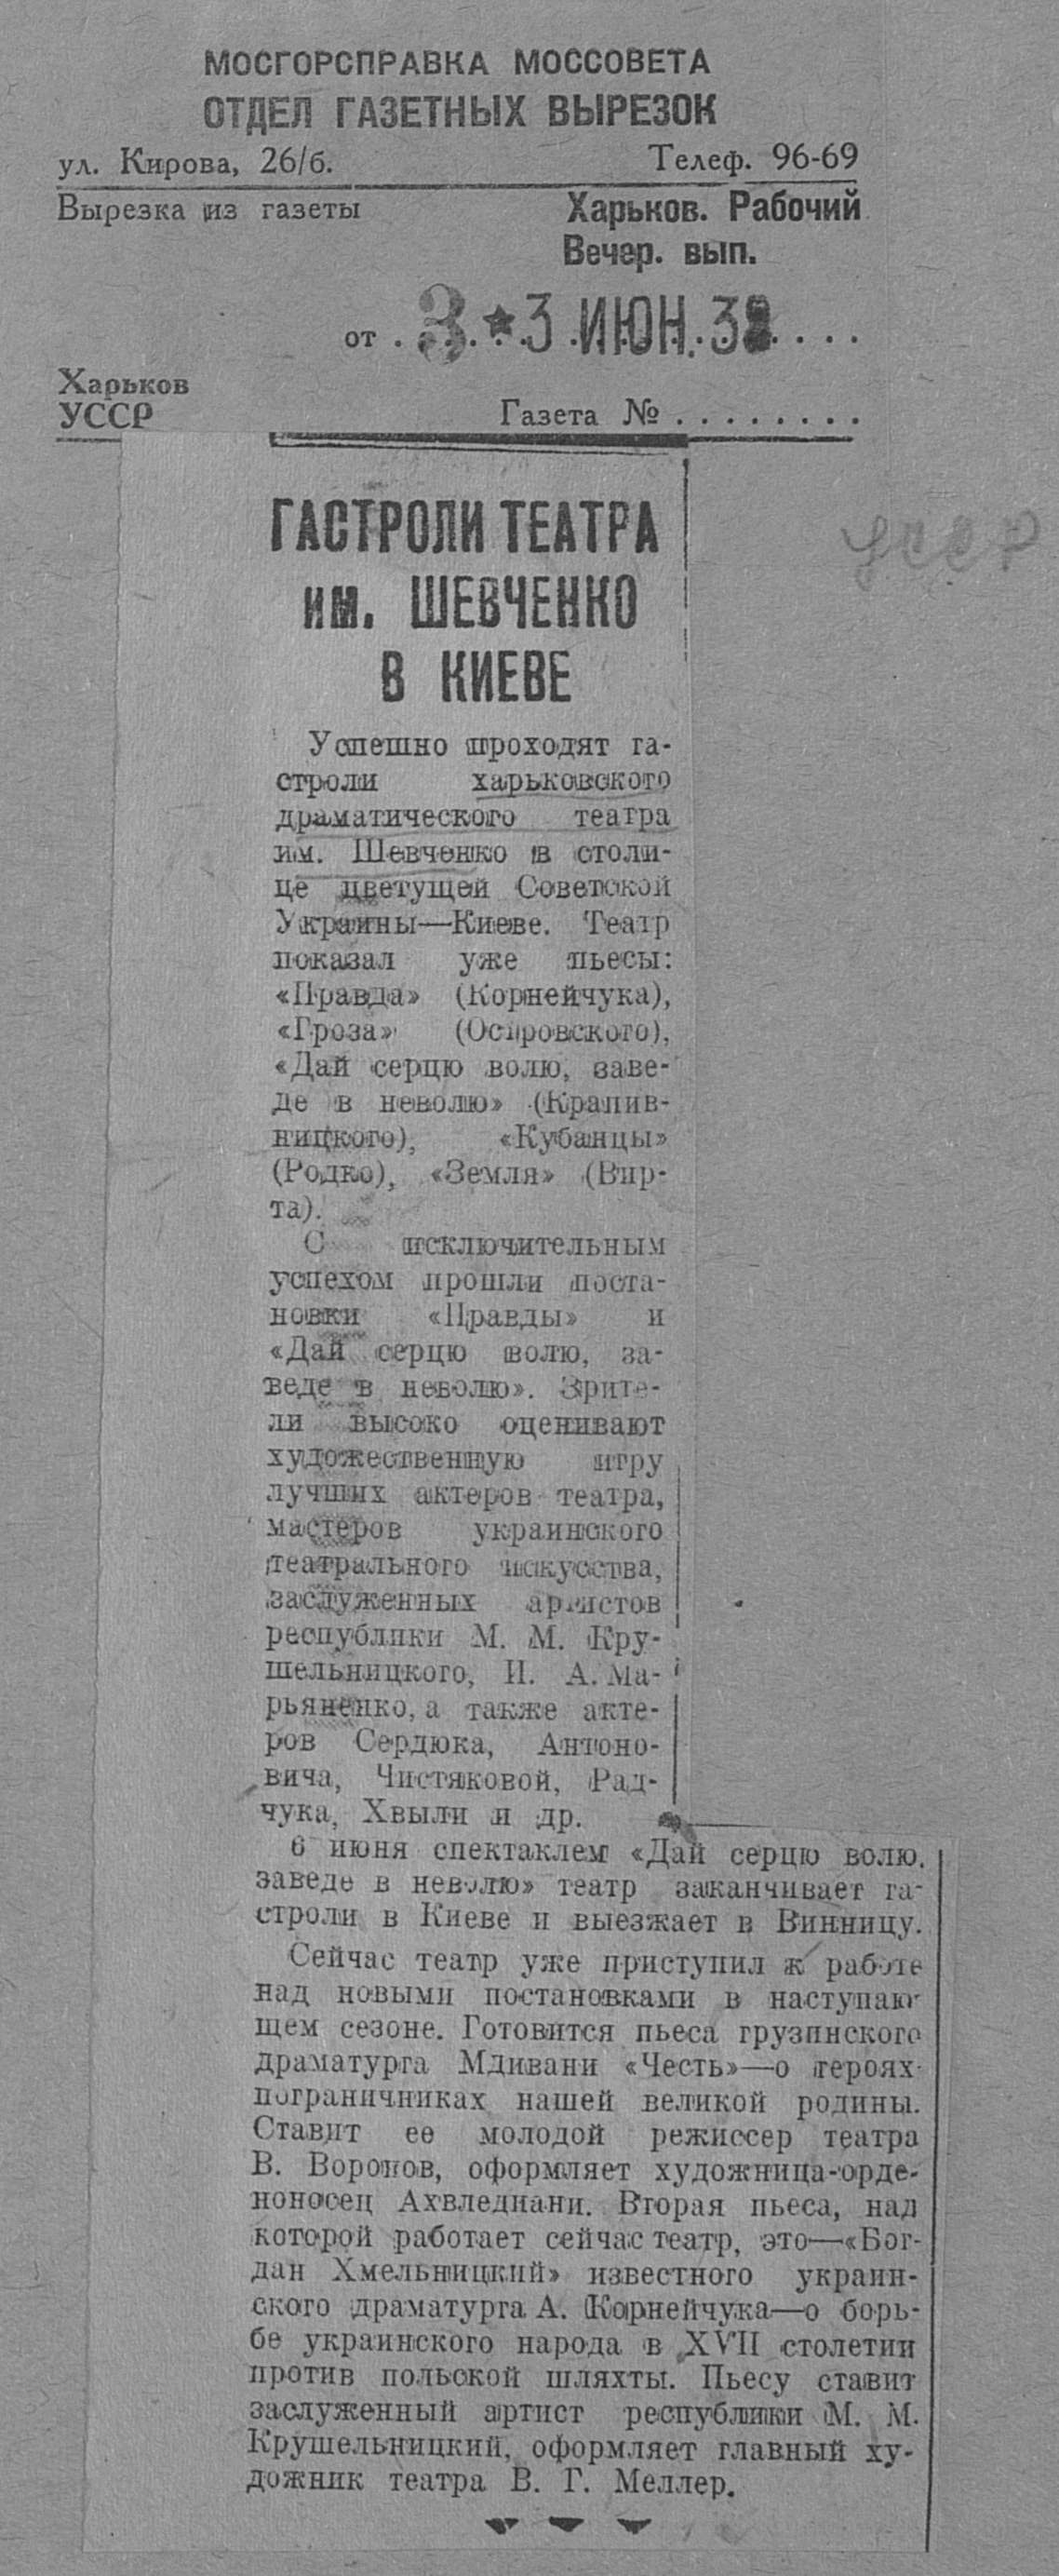 МОСГОРСПРАВКА МОССОВЕТА
ОТДЕЛ ГАЗЕТНЫХ ВЫРЕЗОК
ул. Кирова, 26/б. Телеф. 96-69
Вырезка из газеты Харьков. Рабочий
Вечер. вып.
от 3 * 3 ИЮН. 38
Харьков
УССР Газета № . . . . . . . . .
УССР
ГАСТРОЛИ ТЕАТРА
им. ШЕВЧЕНКО
В КИЕВЕ
Успешно проходят га-
строли харьковского
драматического театра
им. Шевченко в столи-
це цветущей Советской
Украины—Киеве. Театр
показал уже пьесы:
«Правда» (Корнейчука),
«Гроза» (Островского),
«Дай серцю волю, заве-
де в неволю» (Крапив-
ницкого), «Кубанцы»
(Родко), «Земля» (Вир-
та).
С исключительным
успехом прошли поста-
новки «Правды» и
«Дай серцю волю, за-
веде в неволю». Зрите-
ли высоко оценивают
художественную игру
лучших актеров театра,
мастеров украинского
театрального искусства,
заслуженных артистов
республики М. М. Кру-
шельницкого, И. А. Ма-
рьяненко, а также акте-
ров Сердюка, Антоно-
вича, Чистяковой, Рад-
чука, Хвыли и др.
6 июня спектаклем «Дай серцю волю,
заведе в неволю» театр заканчивает га-
строли в Киеве и выезжает в Винницу.
Сейчас театр уже приступил к работе
над новыми постановками в наступаю-
щем сезоне. Готовится пьеса грузинского
драматурга Мдивани «Честь»—о героях-
пограничниках нашей великой родины.
Ставит ее молодой режиссер театра
В. Воронов, оформляет художница-орде-
ноносец Ахвледиани. Вторая пьеса, над
которой работает сейчас театр, это—«Бог-
дан Хмельницкий» известного украин-
ского драматурга А. Корнейчука—о борь-
бе украинского народа в XVII столетии
против польской шляхты. Пьесу ставит
заслуженный артист республики М. М.
Крушельницкий, оформляет главный ху-
дожник театра В. Г. Меллер.